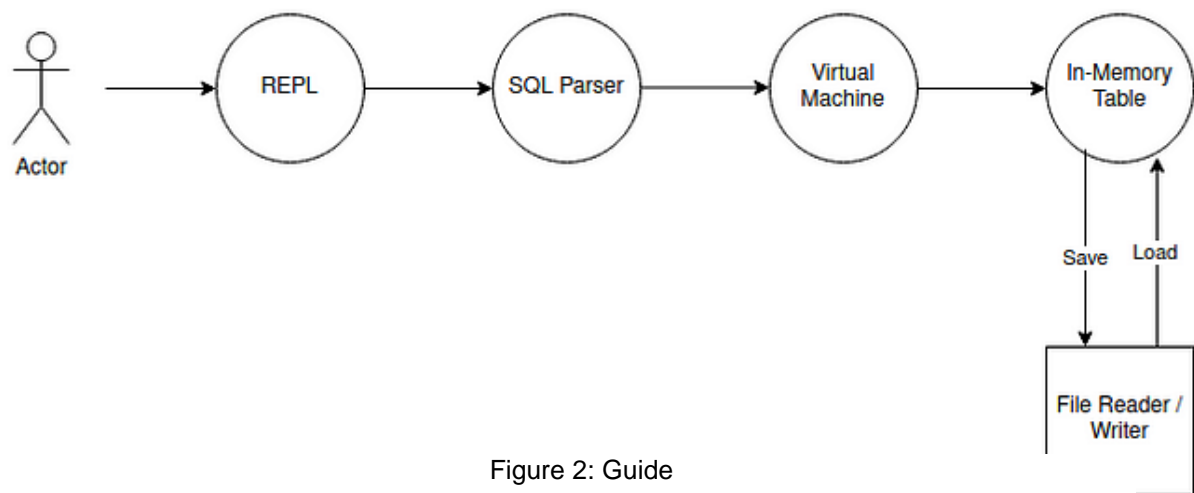 Actor
REPL
SQL Parser
Virtual
Machine
In-Memory
Table
Save
Load
File Reader /
Writer
Figure 2: Guide